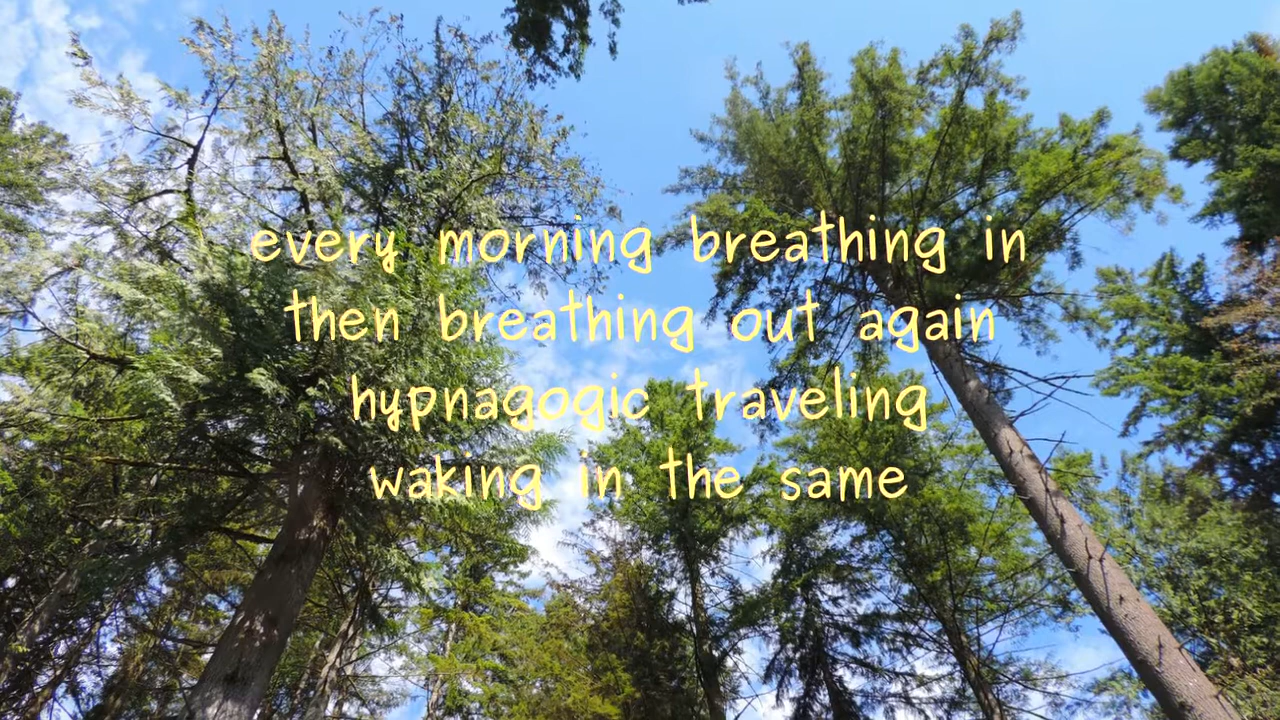 every morning breathing in
then breathing out again
hypnagogic traveling
waking in the same